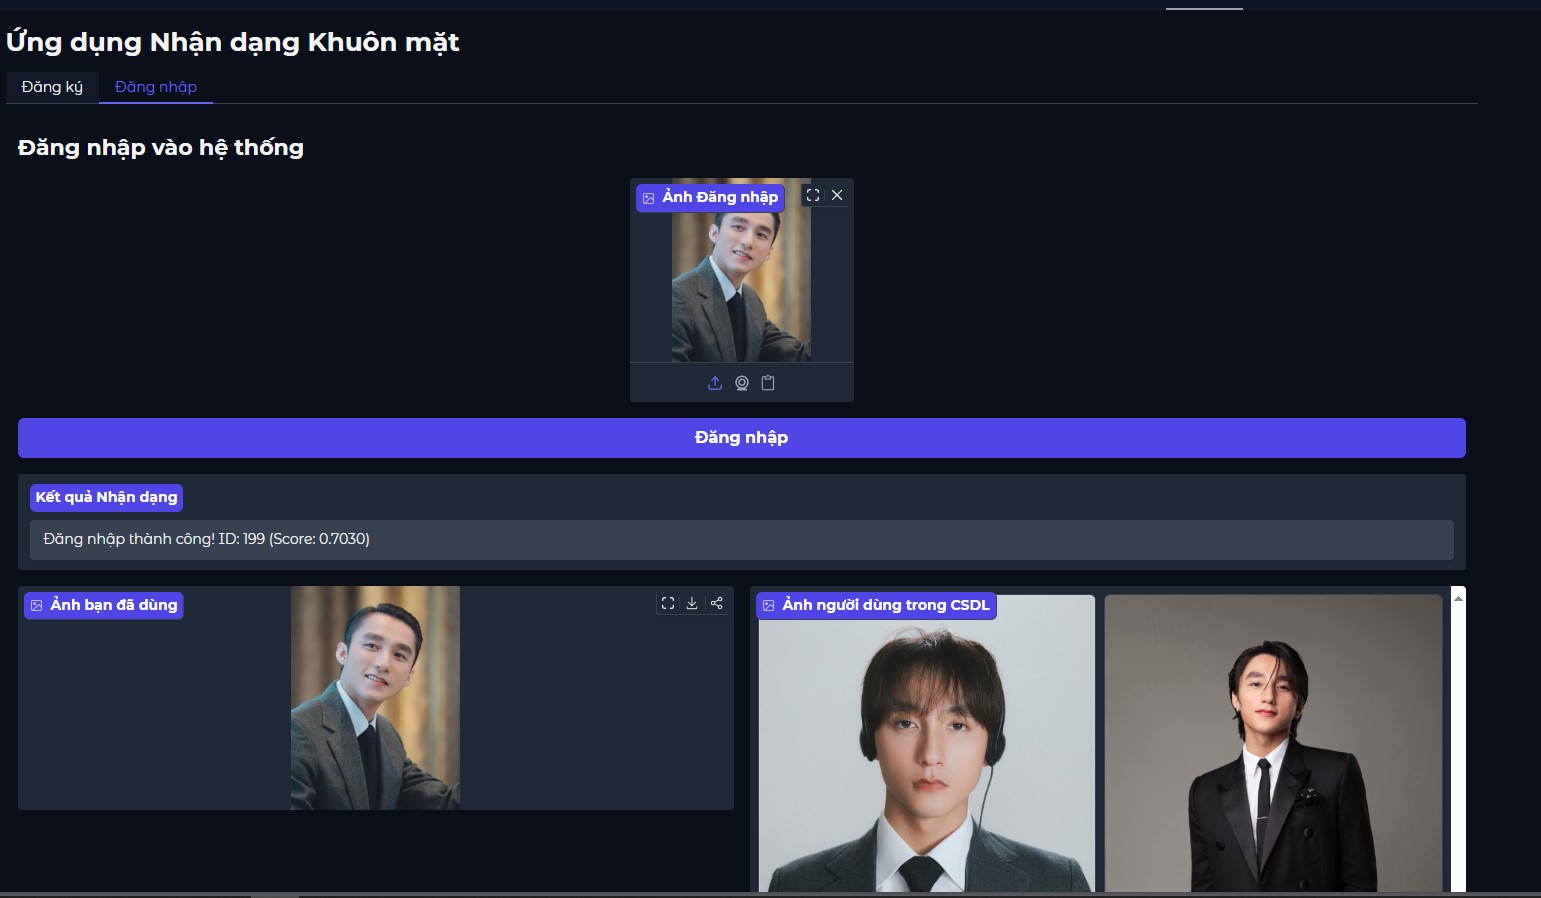 Ứng dụng Nhận dạng Khuôn mặt
Đăng ký
Đăng nhập
Đăng nhập vào hệ thống
Ảnh Đăng nhập
Đăng nhập
Kết quả Nhận dạng
Đăng nhập thành công! ID: 199 (Score: 0.7030)
Ảnh bạn đã dùng
Ảnh người dùng trong CSDL